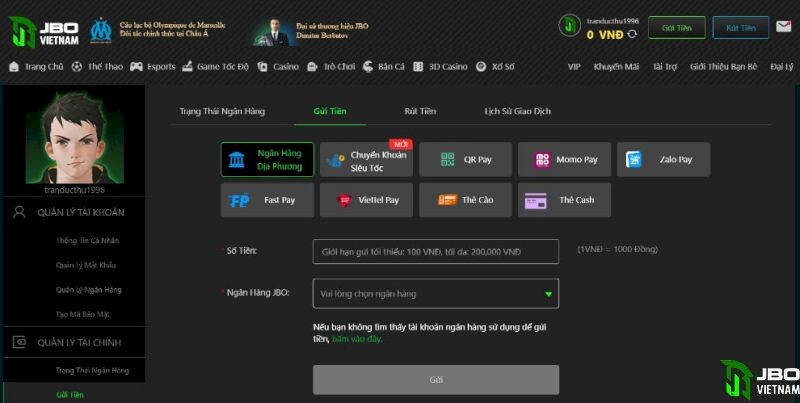 JBO
VIETNAM
Câu lạc bộ Olympique de Marseille
Đối tác chính thức tại Châu Á
Đại sứ thương hiệu JBO
Dimitar Berbatov
tranducthu1996
0 VNĐ
Gửi Tiền
Rút Tiền
Trang Chủ
Thể Thao
Esports
Game Tốc Độ
Casino
Trò Chơi
Bắn Cá
3D Casino
Xổ Số
VIP
Khuyến Mãi
Tài Trợ
Giới Thiệu Bạn Bè
Đại Lý
tranducthu1996
QUẢN LÝ TÀI KHOẢN
Thông Tin Cá Nhân
Quản Lý Mật Khẩu
Quản Lý Ngân Hàng
Tạo Mã Bảo Mật
QUẢN LÝ TÀI CHÍNH
Trạng Thái Ngân Hàng
Gửi Tiền
Trạng Thái Ngân Hàng
Gửi Tiền
Rút Tiền
Lịch Sử Giao Dịch
Ngân Hàng
Địa Phương
MỚI
Chuyển Khoản
Siêu Tốc
QR Pay
Momo Pay
Zalo Pay
Fast Pay
Viettel Pay
Thẻ Cào
Thẻ Cash
* Số Tiền:
Giới hạn gửi tối thiểu: 100 VNĐ, tối da: 200,000 VNĐ
(1VNĐ = 1000 Đồng)
* Ngân Hàng JBO:
Vui lòng chọn ngân hàng
Nếu bạn không tìm thấy tài khoản ngân hàng sử dụng để gửi
tiền, bấm vào đây.
Gửi
JBO
VIETNAM